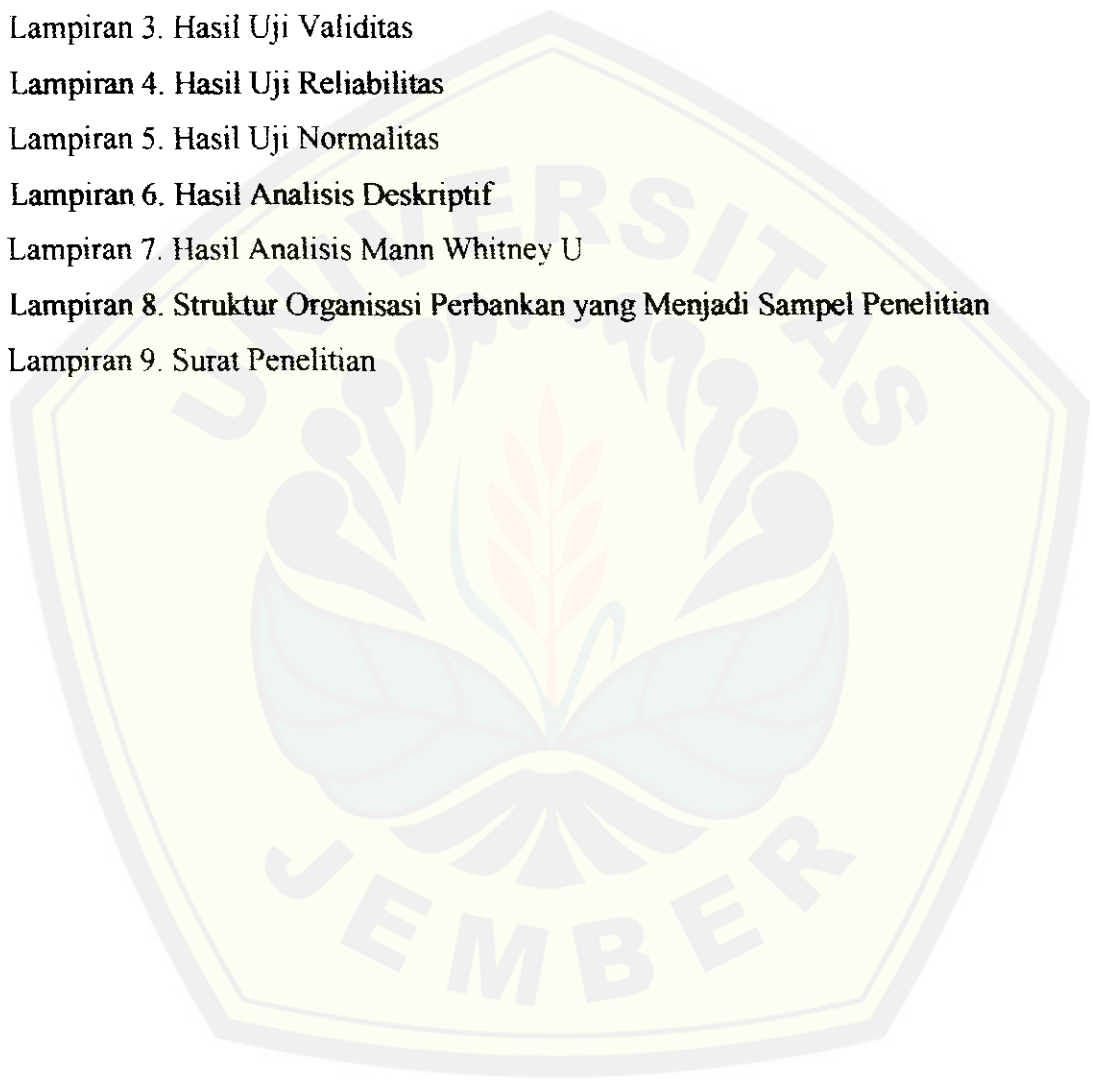 Lampiran 3. Hasil Uji Validitas
Lampiran 4. Hasil Uji Reliabilitas
Lampiran 5. Hasil Uji Normalitas
Lampiran 6. Hasil Analisis Deskriptif
Lampiran 7. Hasil Analisis Mann Whitney U
Lampiran 8. Struktur Organisasi Perbankan yang Menjadi Sampel Penelitian
Lampiran 9. Surat Penelitian
UNIVERSITAS
JEMBER